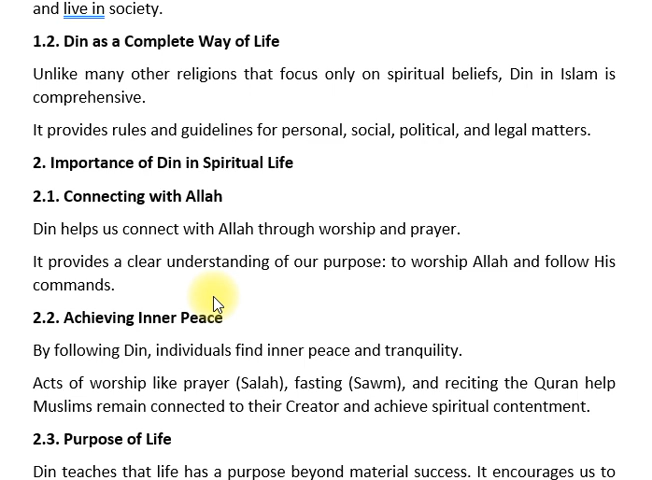 and live in society.
1.2. Din as a Complete Way of Life
Unlike many other religions that focus only on spiritual beliefs, Din in Islam is
comprehensive.
It provides rules and guidelines for personal, social, political, and legal matters.
2. Importance of Din in Spiritual Life
2.1. Connecting with Allah
Din helps us connect with Allah through worship and prayer.
It provides a clear understanding of our purpose: to worship Allah and follow His
commands.
2.2. Achieving Inner Peace
By following Din, individuals find inner peace and tranquility.
Acts of worship like prayer (Salah), fasting (Sawm), and reciting the Quran help
Muslims remain connected to their Creator and achieve spiritual contentment.
2.3. Purpose of Life
Din teaches that life has a purpose beyond material success. It encourages us to